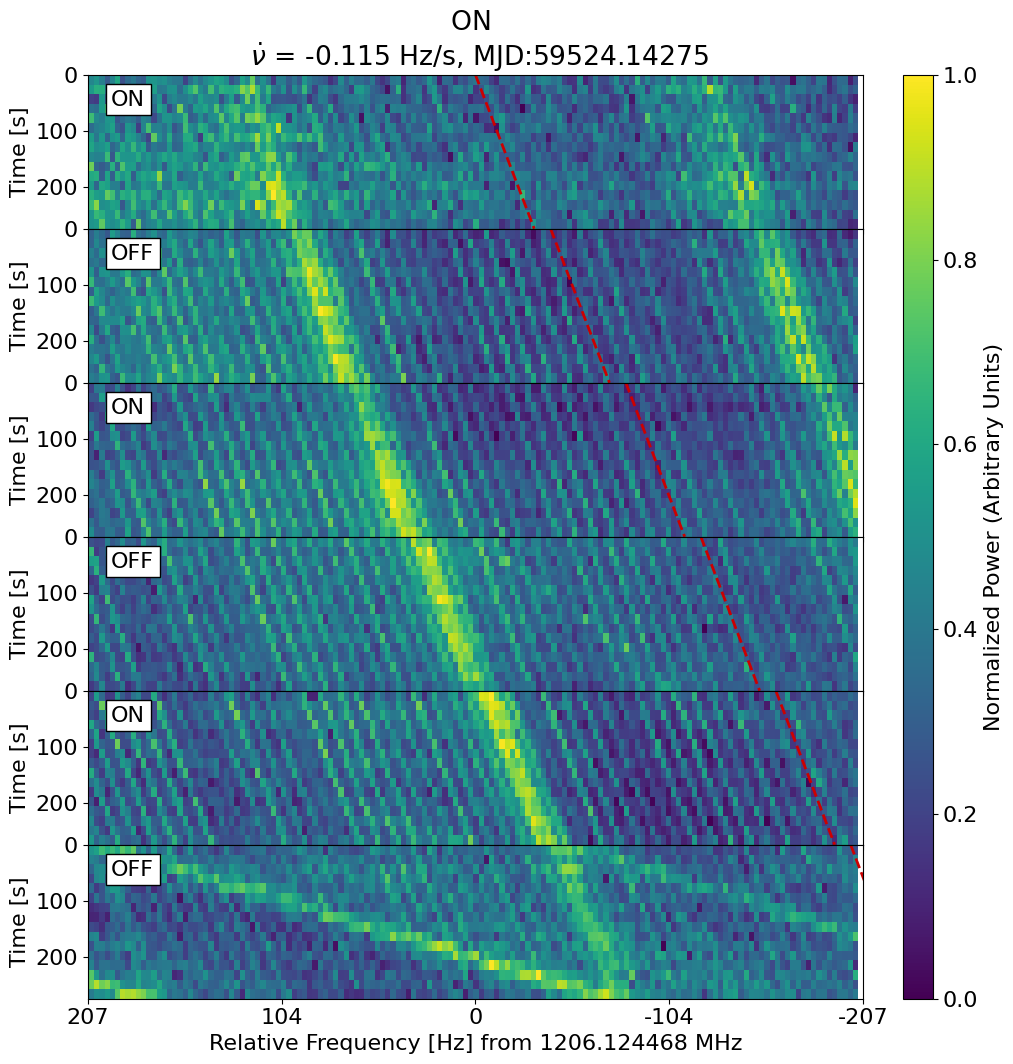 ON
ν̇ = -0.115 Hz/s, MJD:59524.14275
0
ON
100
200
Time [s]
0
OFF
100
200
Time [s]
0
ON
100
200
Time [s]
0
OFF
100
200
Time [s]
0
ON
100
200
Time [s]
0
OFF
100
200
Time [s]
207 104 0 -104 -207
Relative Frequency [Hz] from 1206.124468 MHz
1.0
0.8
0.6
0.4
0.2
0.0
Normalized Power (Arbitrary Units)